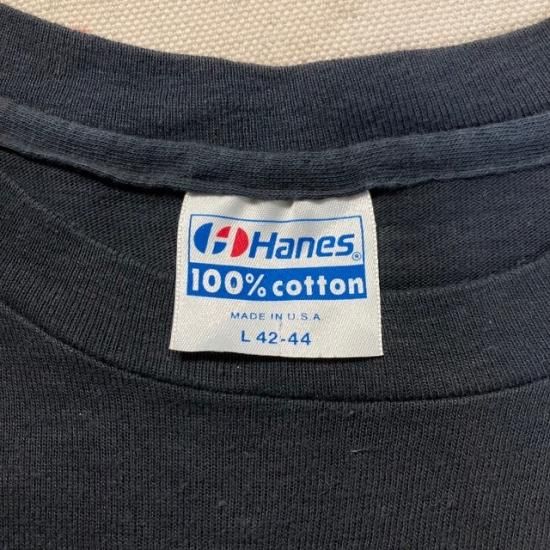 Hanes®
100% cotton
MADE IN U.S.A
L 42-44